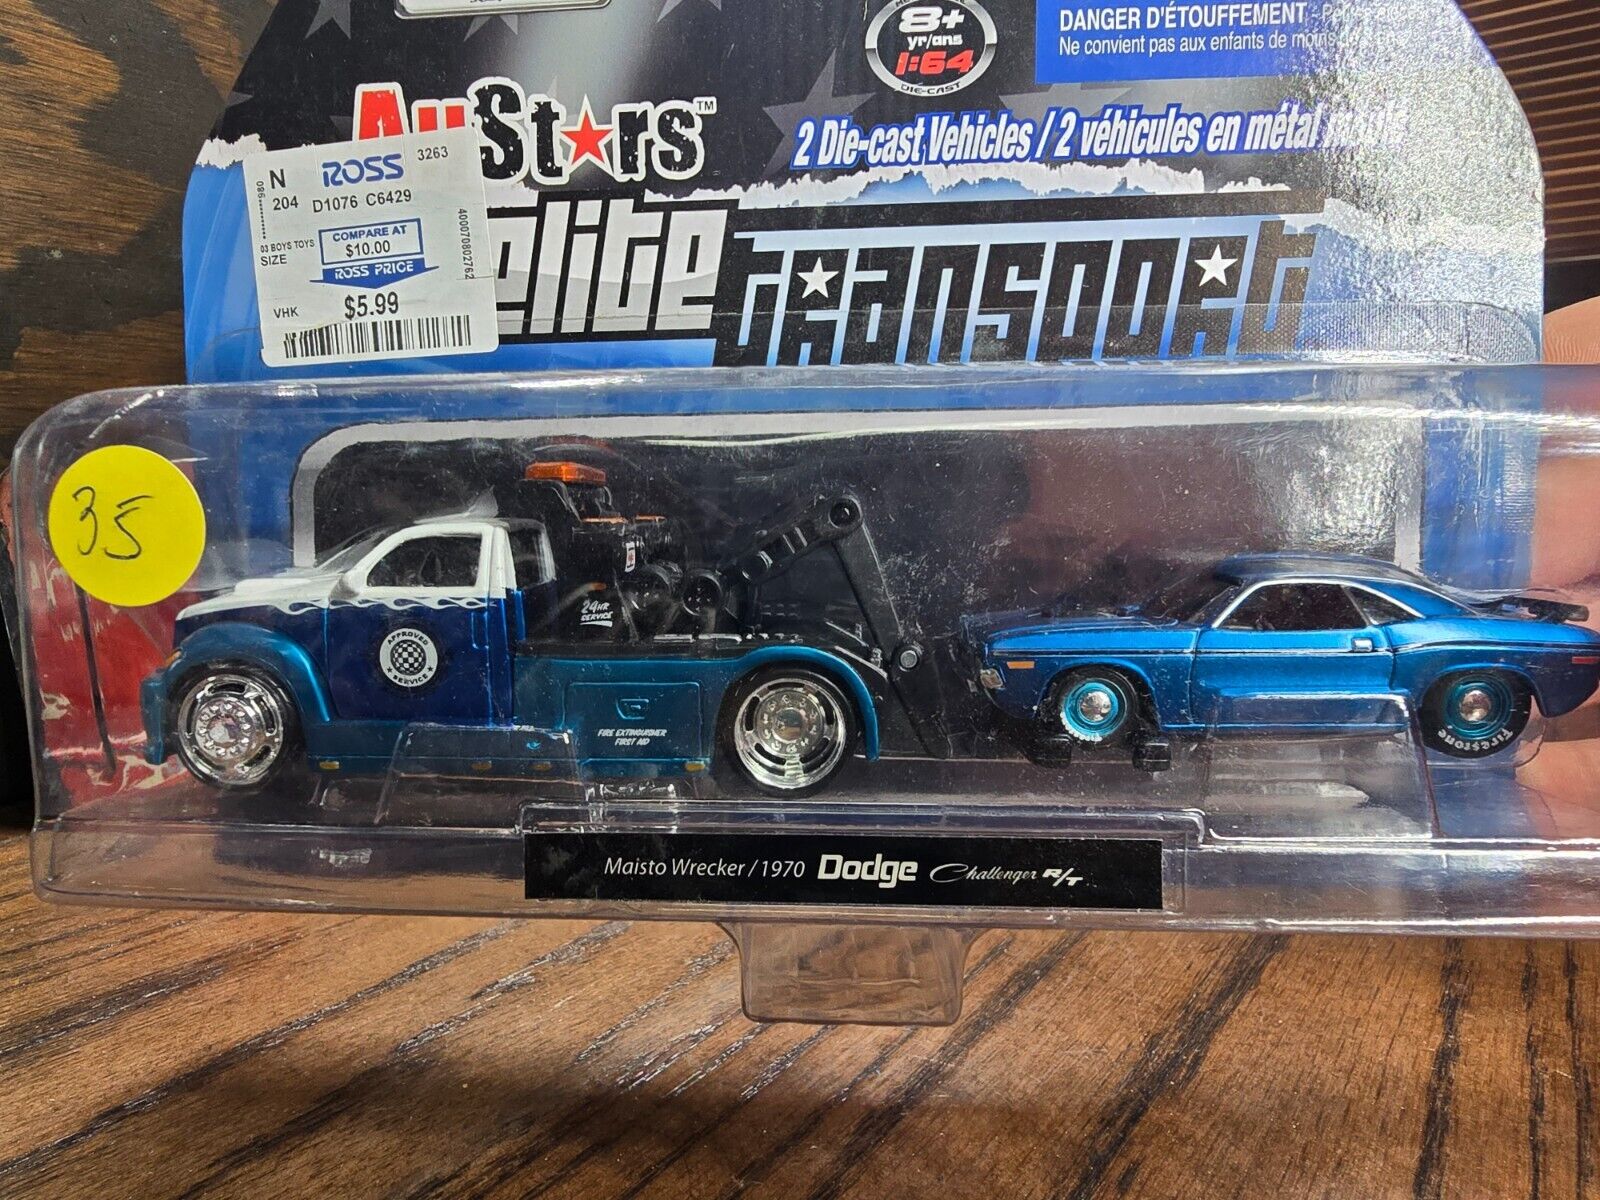 8+
yr/ans
1:64
DIE-CAST
DANGER D'ÉTOUFFEMENT
Ne convient pas aux enfants de moins de
AllStars™
2 Die-cast Vehicles / 2 véhicules en métal
elite transport
ROSS 3263
N
204 D1076 C6429
COMPARE AT
$10.00
03 BOYS TOYS
SIZE
ROSS PRICE
VHK $5.99
400070802762
35
24HR
SERVICE
APPROVED
SERVICE
FIRE EXTINGUISHER
FIRST AID
Firestone
Maisto Wrecker / 1970 Dodge Challenger R/T